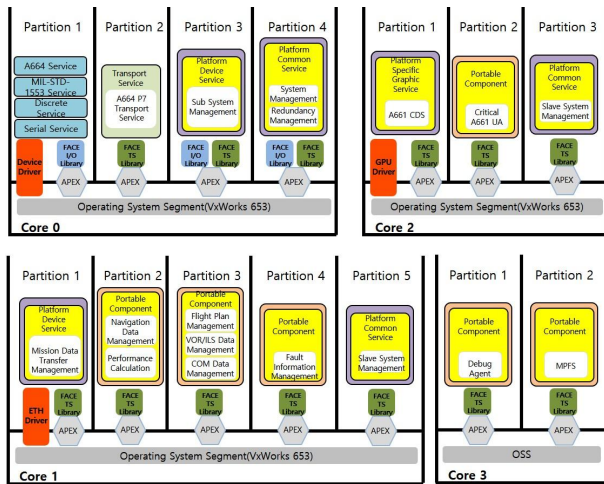 Partition 1
Partition 2
Partition 3
Partition 4
A664 Service
MIL-STD-
1553 Service
Discrete
Service
Serial Service
Transport
Service
A664 P7
Transport
Service
Platform
Device
Service
Sub System
Management
Platform
Common
Service
System
Management
Redundancy
Management
Device
Driver
FACE
I/O
Library
FACE
TS
Library
FACE
I/O
Library
FACE
TS
Library
FACE
I/O
Library
FACE
TS
Library
APEX
APEX
APEX
APEX
Operating System Segment(VxWorks 653)
Core 0
Partition 1
Partition 2
Partition 3
Platform
Specific
Graphic
Service
A661 CDS
Portable
Component
Critical
A661 UA
Platform
Common
Service
Slave System
Management
GPU
Driver
FACE
TS
Library
FACE
TS
Library
FACE
TS
Library
APEX
APEX
APEX
Operating System Segment(VxWorks 653)
Core 2
Partition 1
Partition 2
Partition 3
Partition 4
Partition 5
Platform
Device
Service
Mission Data
Transfer
Management
Portable
Component
Navigation
Data
Management
Performance
Calculation
Portable
Component
Flight Plan
Management
VOR/ILS Data
Management
COM Data
Management
Portable
Component
Fault
Information
Management
Platform
Common
Service
Slave System
Management
ETH
Driver
FACE
TS
Library
FACE
TS
Library
FACE
TS
Library
FACE
TS
Library
FACE
TS
Library
APEX
APEX
APEX
APEX
APEX
Operating System Segment(VxWorks 653)
Core 1
Partition 1
Partition 2
Portable
Component
Debug
Agent
Portable
Component
MPFS
FACE
TS
Library
FACE
TS
Library
APEX
APEX
OSS
Core 3